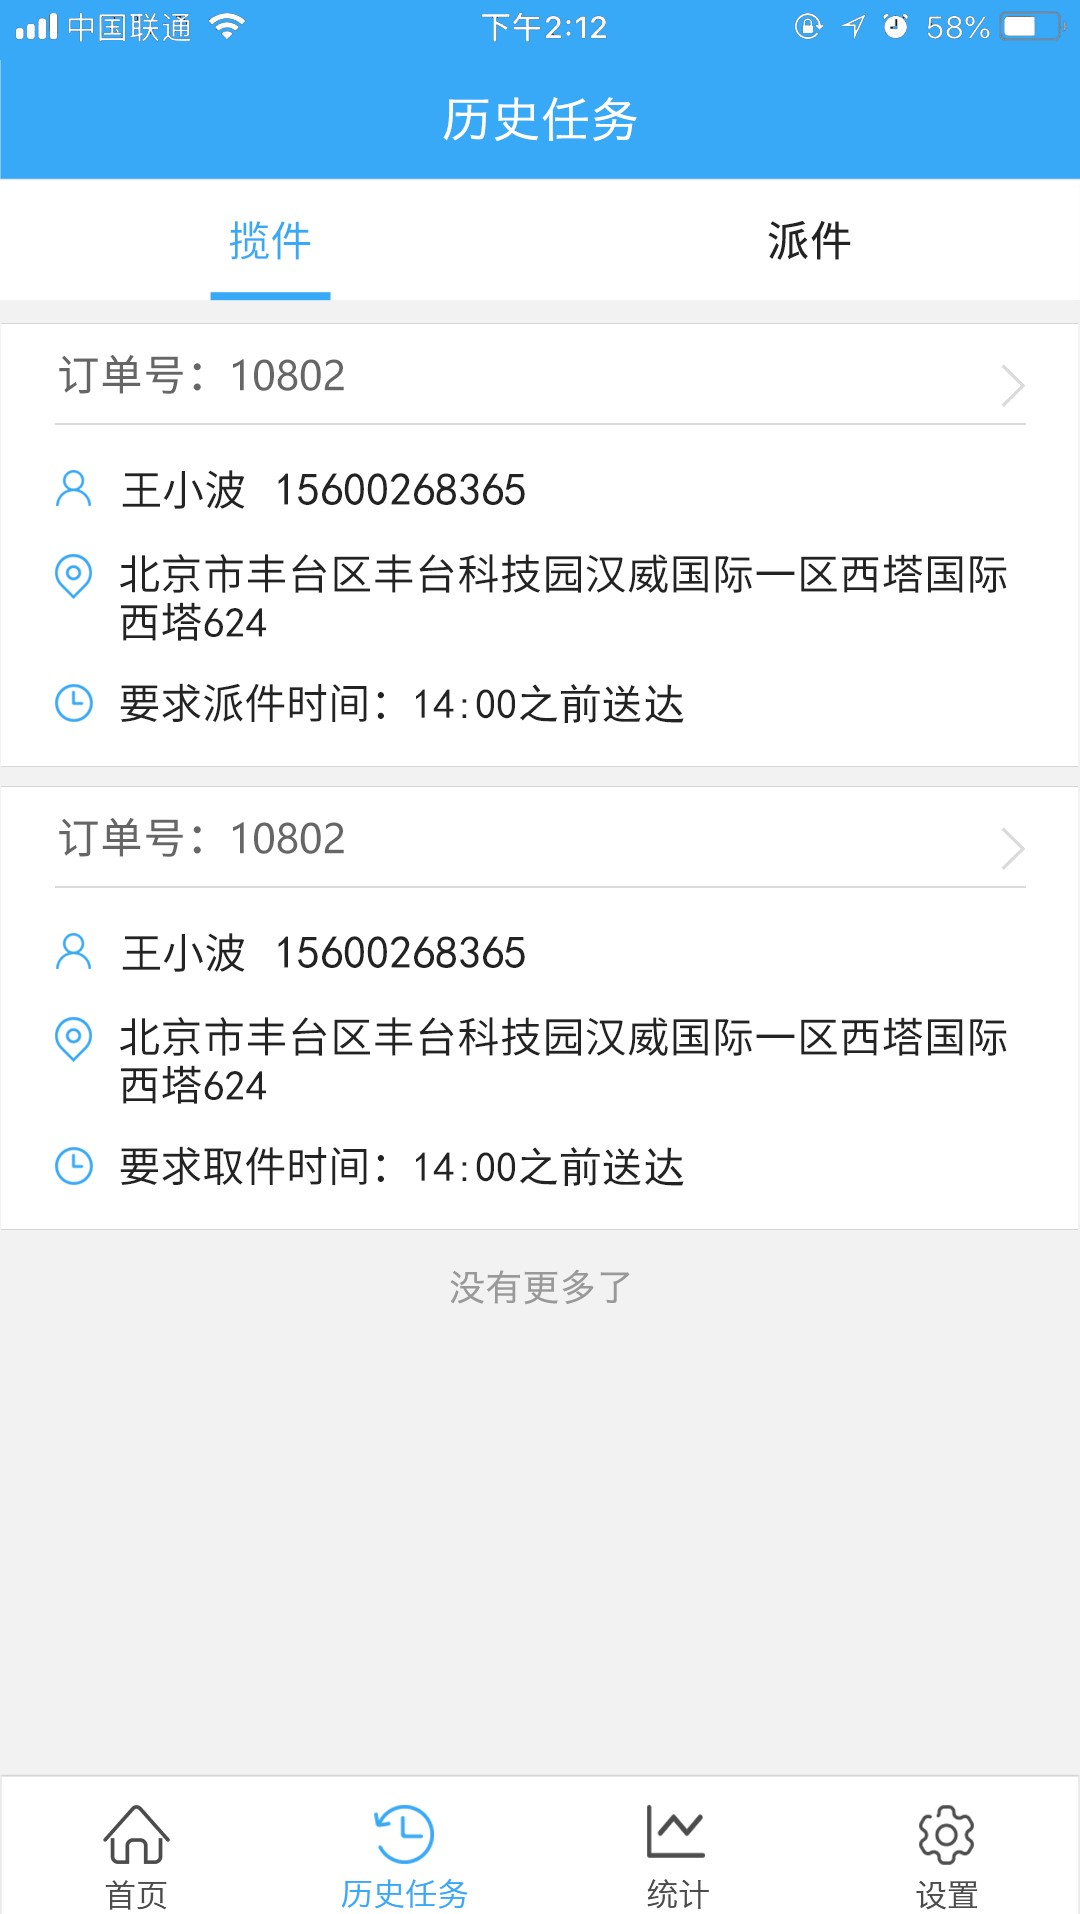 中国联通
下午2:12
58%
历史任务
揽件
派件
订单号：10802
王小波 15600268365
北京市丰台区丰台科技园汉威国际一区西塔国际
西塔624
要求派件时间：14:00之前送达
订单号：10802
王小波 15600268365
北京市丰台区丰台科技园汉威国际一区西塔国际
西塔624
要求取件时间：14:00之前送达
没有更多了
首页
历史任务
统计
设置